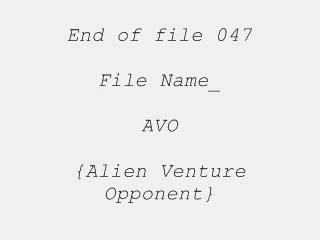 End of file 047
File Name_
AVO
{Alien Venture
Opponent}